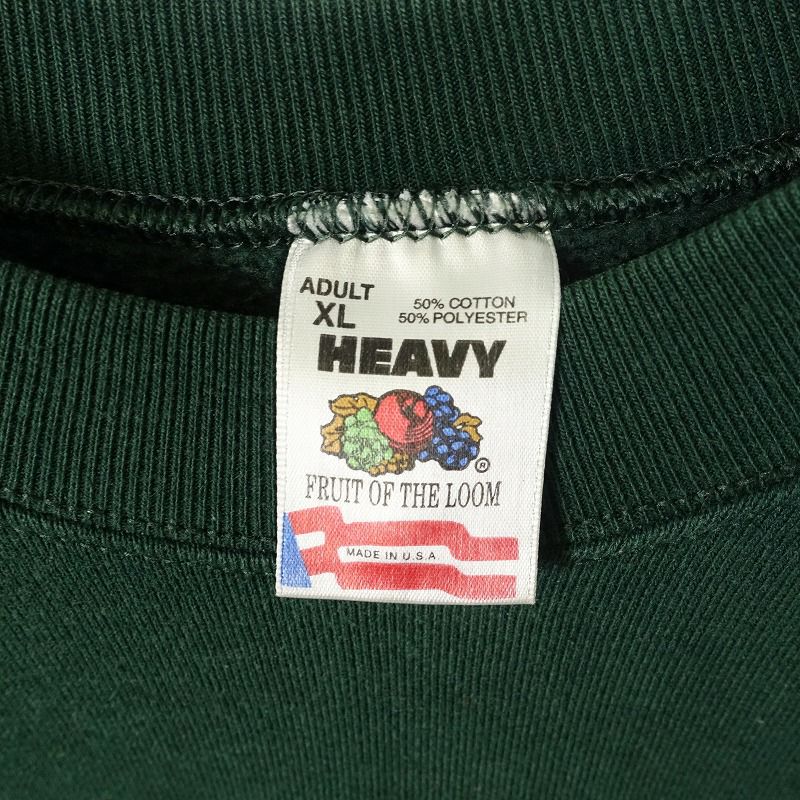 ADULT
XL
50% COTTON
50% POLYESTER
HEAVY
®
FRUIT OF THE LOOM
MADE IN U.S.A.